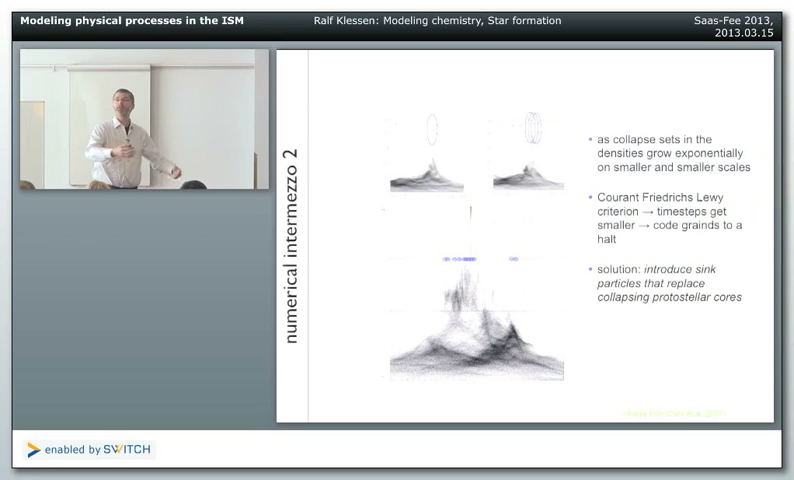 Modeling physical processes in the ISM
Ralf Klessen: Modeling chemistry, Star formation
Saas-Fee 2013,
2013.03.15
numerical intermezzo 2
• as collapse sets in the
densities grow exponentially
on smaller and smaller scales
• Courant Friedrichs Lewy
criterion → timesteps get
smaller → code grainds to a
halt
• solution: introduce sink
particles that replace
collapsing protostellar cores
enabled by SWITCH